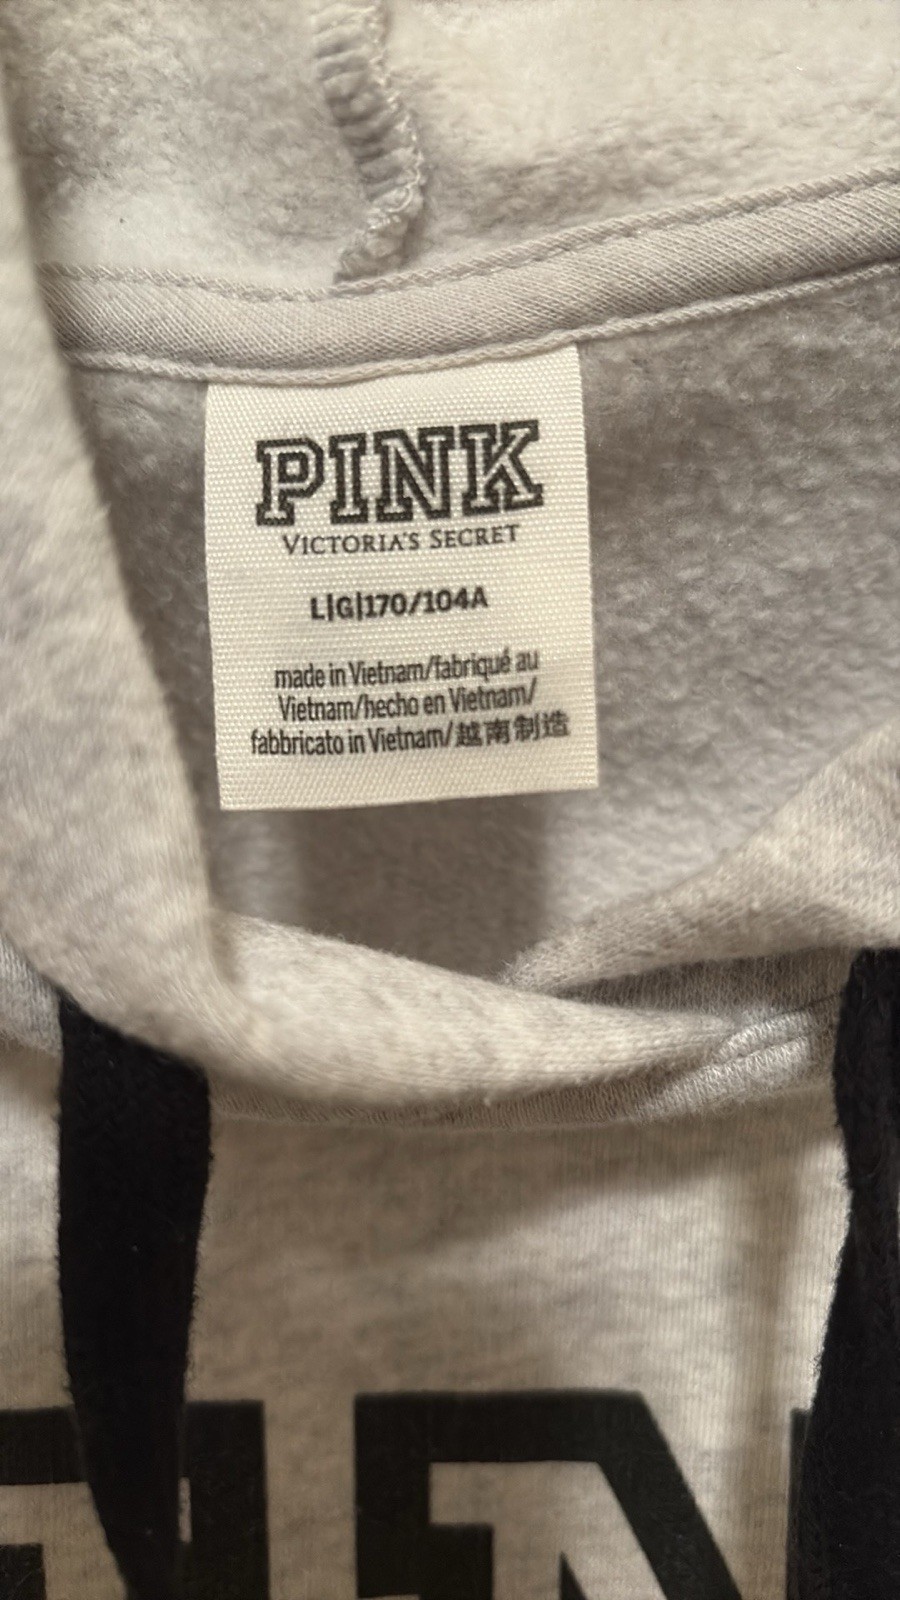 PINK
VICTORIA'S SECRET
L|G|170/104A
made in Vietnam/fabriqué au
Vietnam/hecho en Vietnam/
fabbricato in Vietnam/越南制造